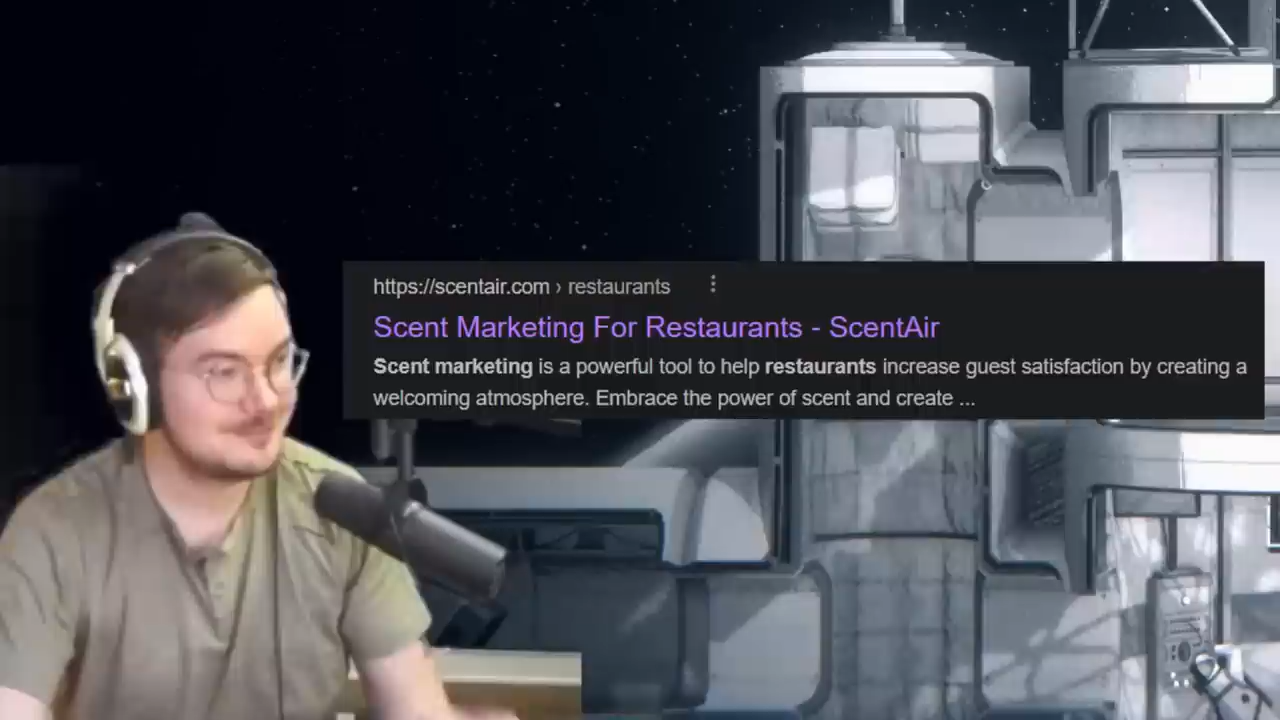 https://scentair.com › restaurants
Scent Marketing For Restaurants - ScentAir
Scent marketing is a powerful tool to help restaurants increase guest satisfaction by creating a
welcoming atmosphere. Embrace the power of scent and create ...